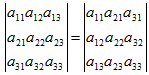 |a₁₁a₁₂a₁₃| |a₁₁a₂₁a₃₁|
|a₂₁a₂₂a₂₃| = |a₁₂a₂₂a₃₂|
|a₃₁a₃₂a₃₃| |a₁₃a₂₃a₃₃|